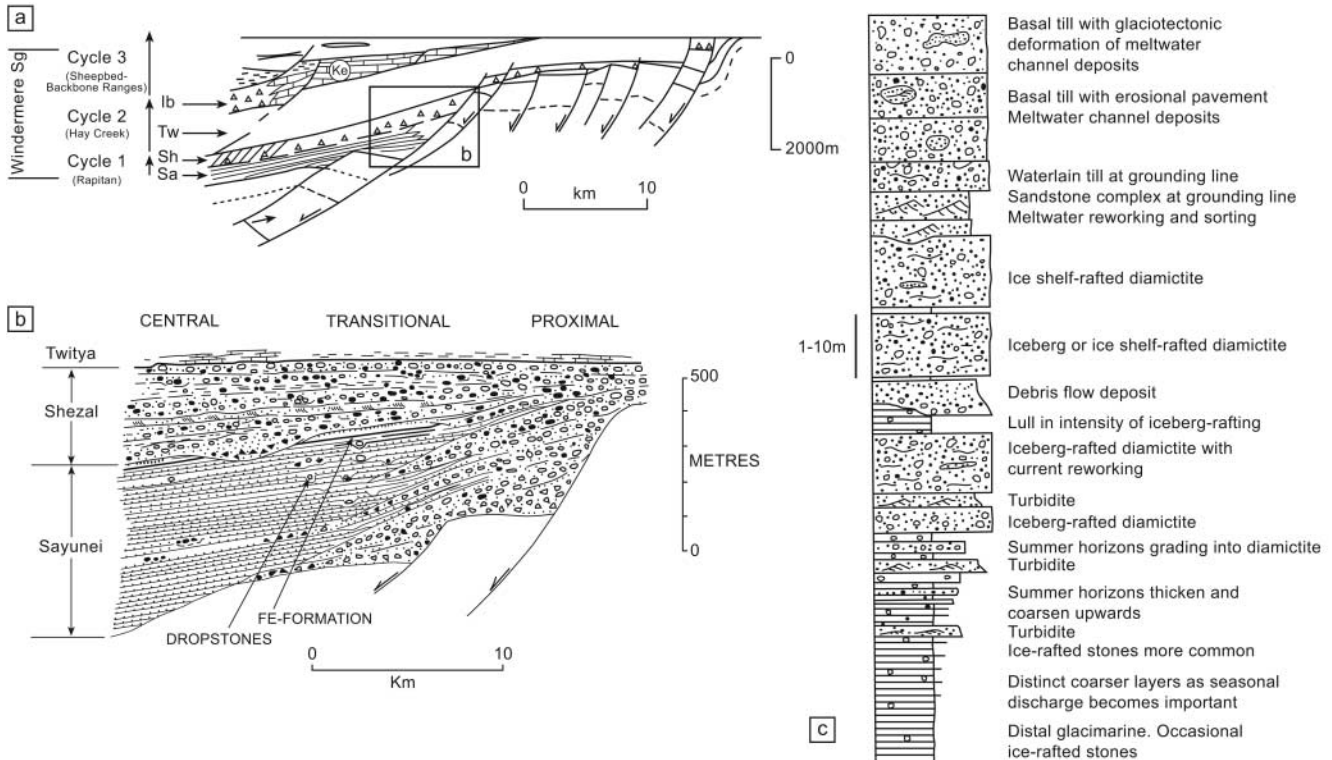 a
Windermere Sg
Cycle 3
(Sheepbed-
Backbone Ranges)
Cycle 2
(Hay Creek)
Cycle 1
(Rapitan)
Ib
Tw
Sh
Sa
Ke
b
0
2000m
0 10
km
b
CENTRAL TRANSITIONAL PROXIMAL
Twitya
Shezal
Sayunei
500
METRES
0
FE-FORMATION
DROPSTONES
0 10
Km
Basal till with glaciotectonic
deformation of meltwater
channel deposits
Basal till with erosional pavement
Meltwater channel deposits
Waterlain till at grounding line
Sandstone complex at grounding line
Meltwater reworking and sorting
Ice shelf-rafted diamictite
1-10m
Iceberg or ice shelf-rafted diamictite
Debris flow deposit
Lull in intensity of iceberg-rafting
Iceberg-rafted diamictite with
current reworking
Turbidite
Iceberg-rafted diamictite
Summer horizons grading into diamictite
Turbidite
Summer horizons thicken and
coarsen upwards
Turbidite
Ice-rafted stones more common
Distinct coarser layers as seasonal
discharge becomes important
c
Distal glacimarine. Occasional
ice-rafted stones